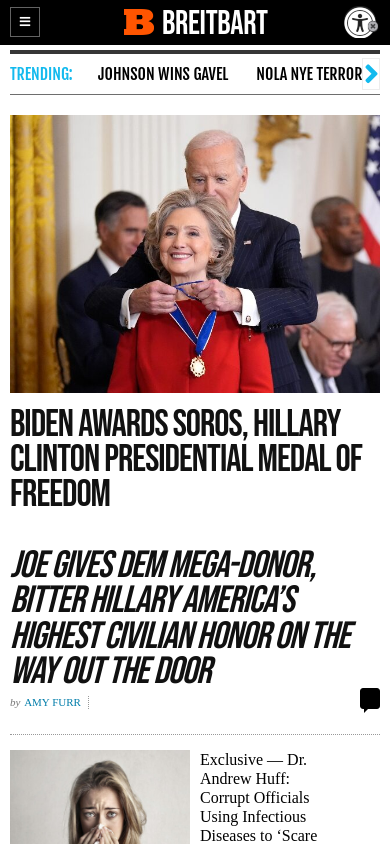 BREITBART
TRENDING:
JOHNSON WINS GAVEL
NOLA NYE TERROR
BIDEN AWARDS SOROS, HILLARY
CLINTON PRESIDENTIAL MEDAL OF
FREEDOM
JOE GIVES DEM MEGA-DONOR,
BITTER HILLARY AMERICA’S
HIGHEST CIVILIAN HONOR ON THE
WAY OUT THE DOOR
by AMY FURR
Exclusive — Dr.
Andrew Huff:
Corrupt Officials
Using Infectious
Diseases to ‘Scare